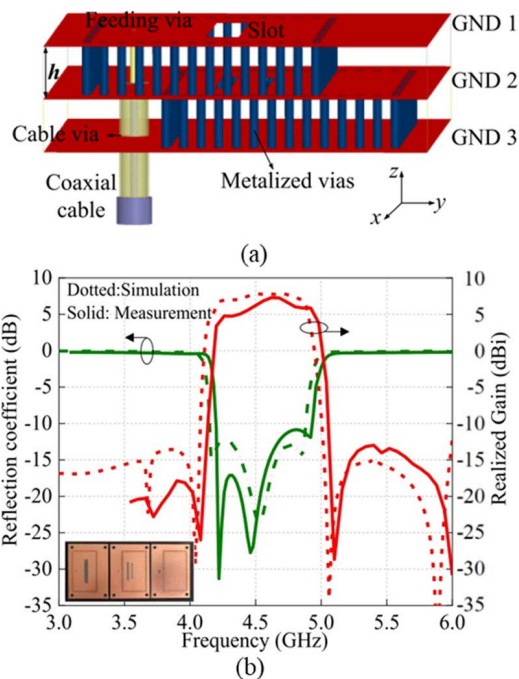 Feeding via
Slot
GND 1
h
GND 2
Cable via
GND 3
Coaxial
cable
Metalized vias
z
y
x
(a)
Dotted:Simulation
Solid: Measurement
Reflection coefficient (dB)
10
5
0
-5
-10
-15
-20
-25
-30
-35
Realized Gain (dBi)
10
5
0
-5
-10
-15
-20
-25
-30
-35
3.0 3.5 4.0 4.5 5.0 5.5 6.0
Frequency (GHz)
(b)